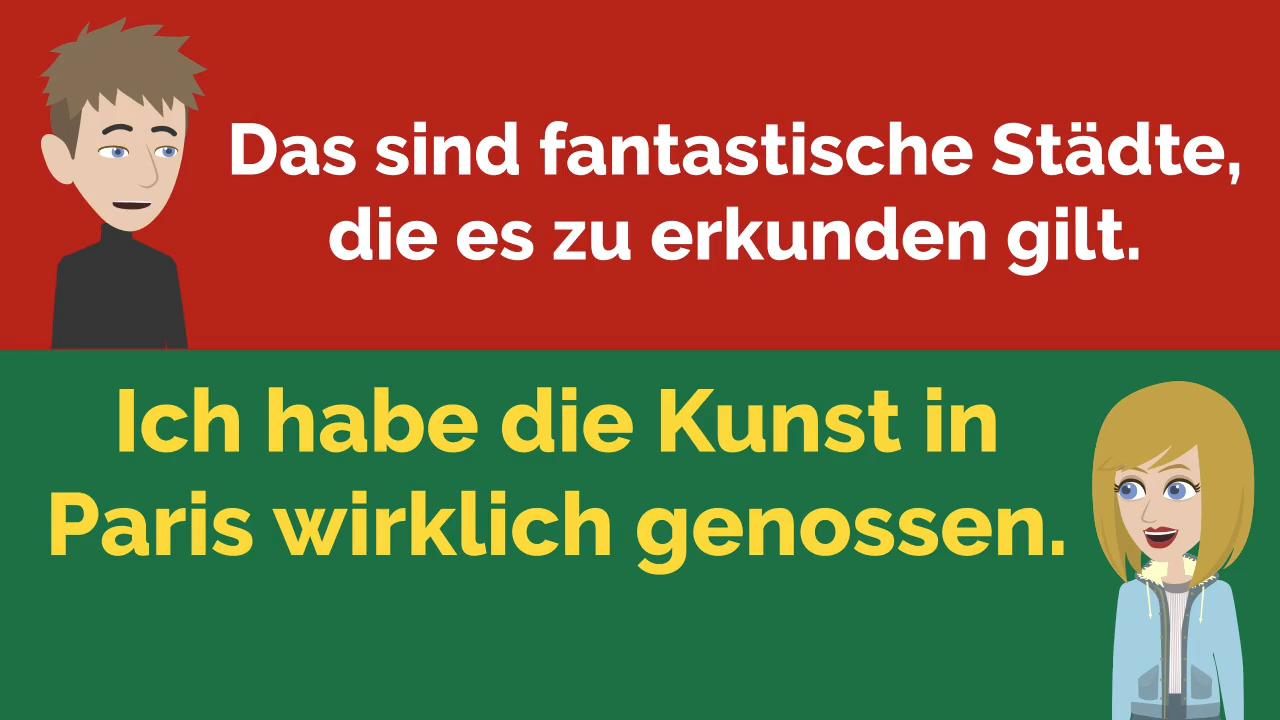 Das sind fantastische Städte,
die es zu erkunden gilt.
Ich habe die Kunst in
Paris wirklich genossen.